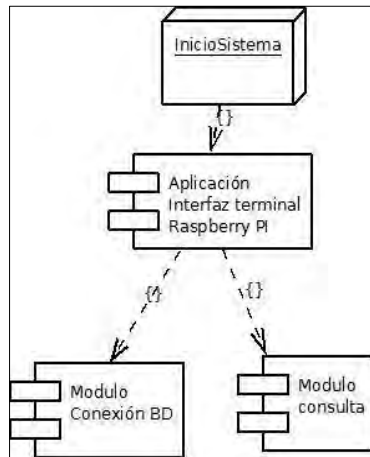 InicioSistema
{}
Aplicación
Interfaz terminal
Raspberry PI
{}
{}
Modulo
Conexión BD
Modulo
consulta